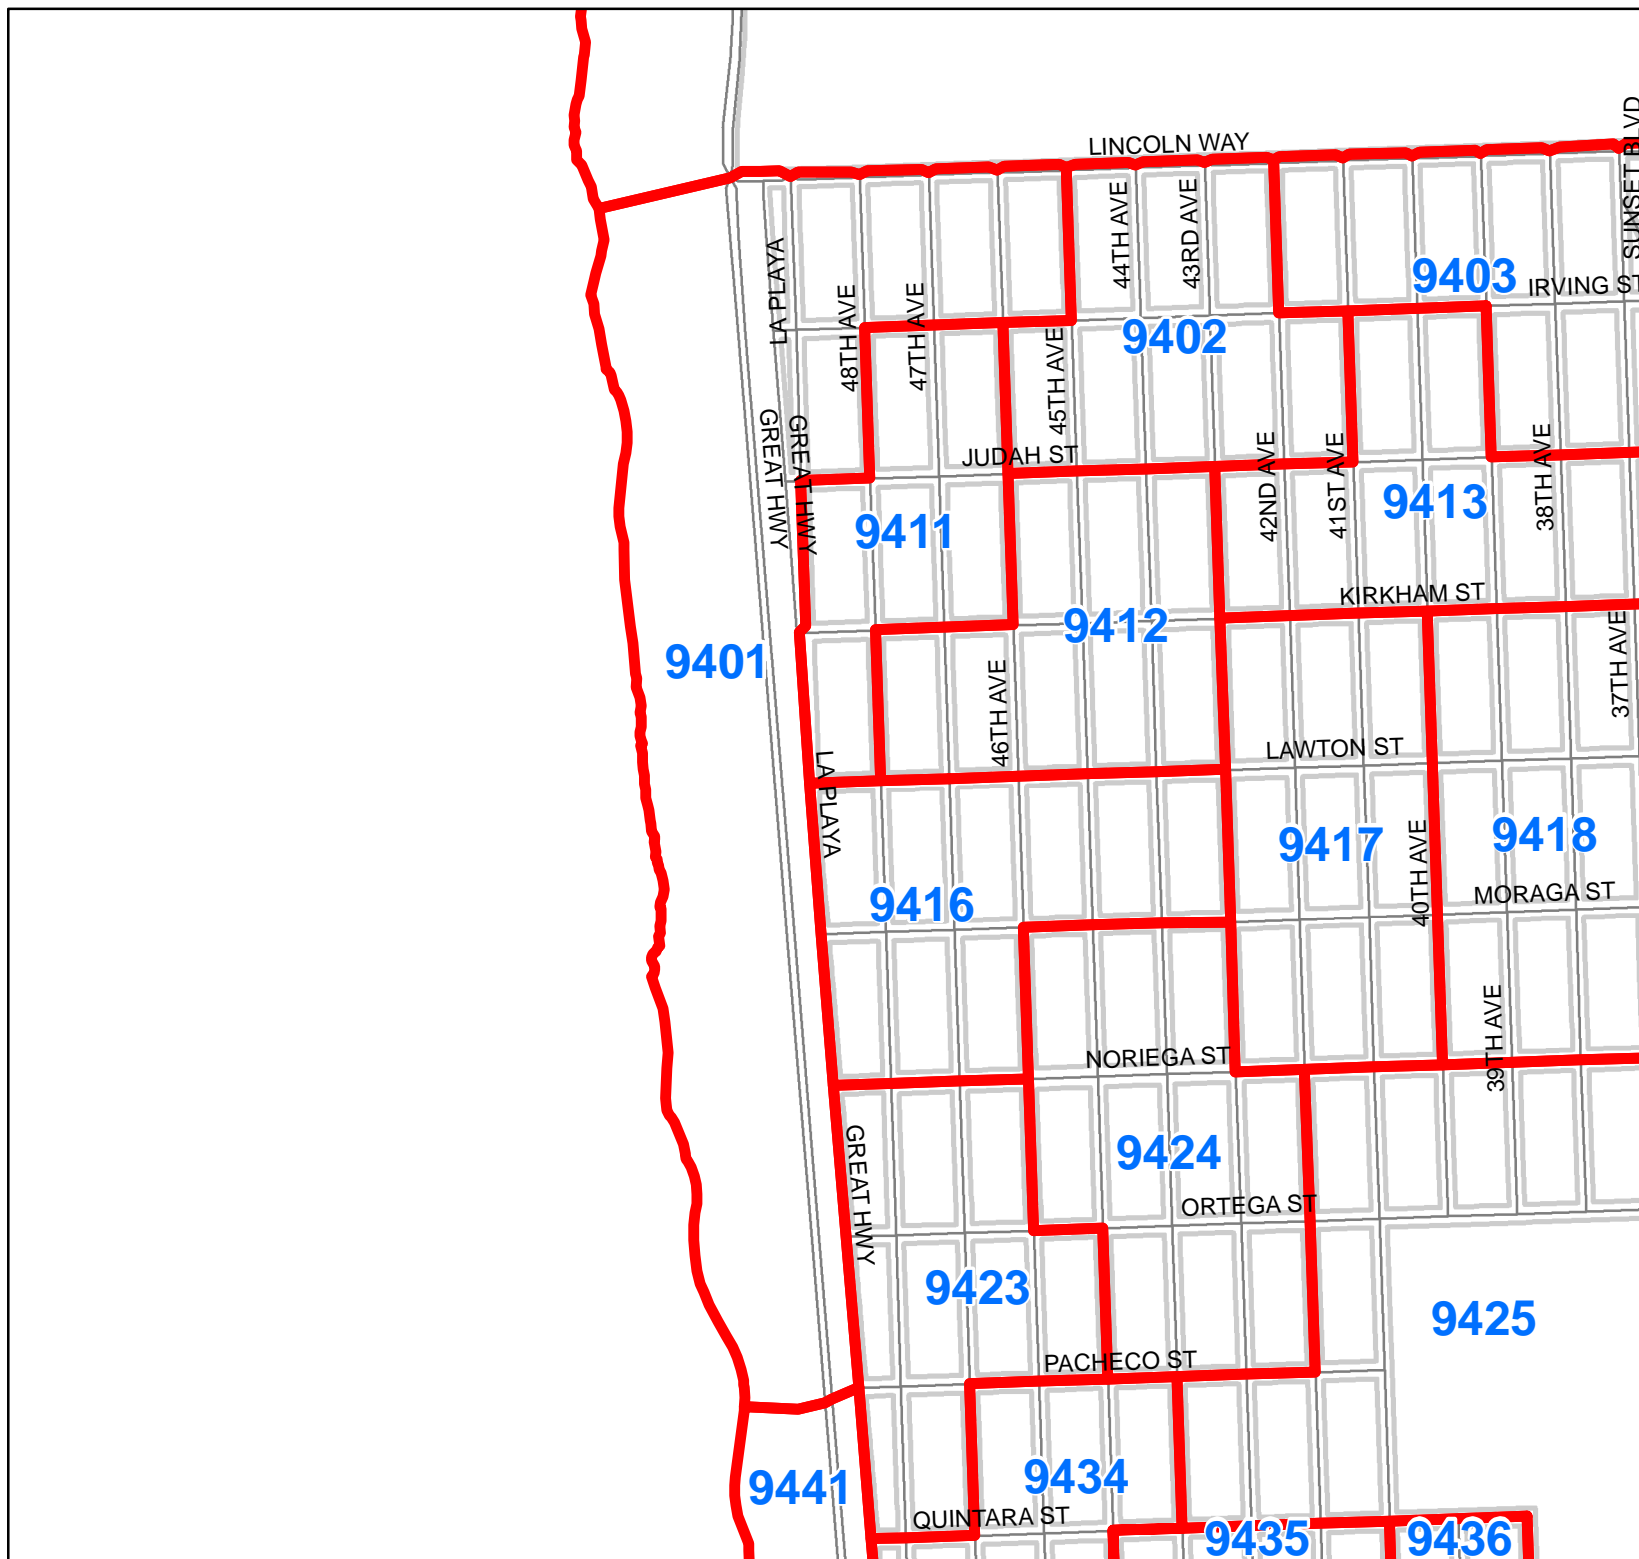 LINCOLN WAY
SUNSET BLVD
44TH AVE
43RD AVE
LA PLAYA
9403
IRVING ST
48TH AVE
47TH AVE
9402
45TH AVE
GREAT HWY
GREAT HWY
JUDAH ST
42ND AVE
41ST AVE
38TH AVE
9413
9411
KIRKHAM ST
9412
37TH AVE
9401
46TH AVE
LAWTON ST
LA PLAYA
9417
40TH AVE
9418
MORAGA ST
9416
39TH AVE
NORIEGA ST
9424
GREAT HWY
ORTEGA ST
9423
9425
PACHECO ST
9434
9441
QUINTARA ST
9435
9436